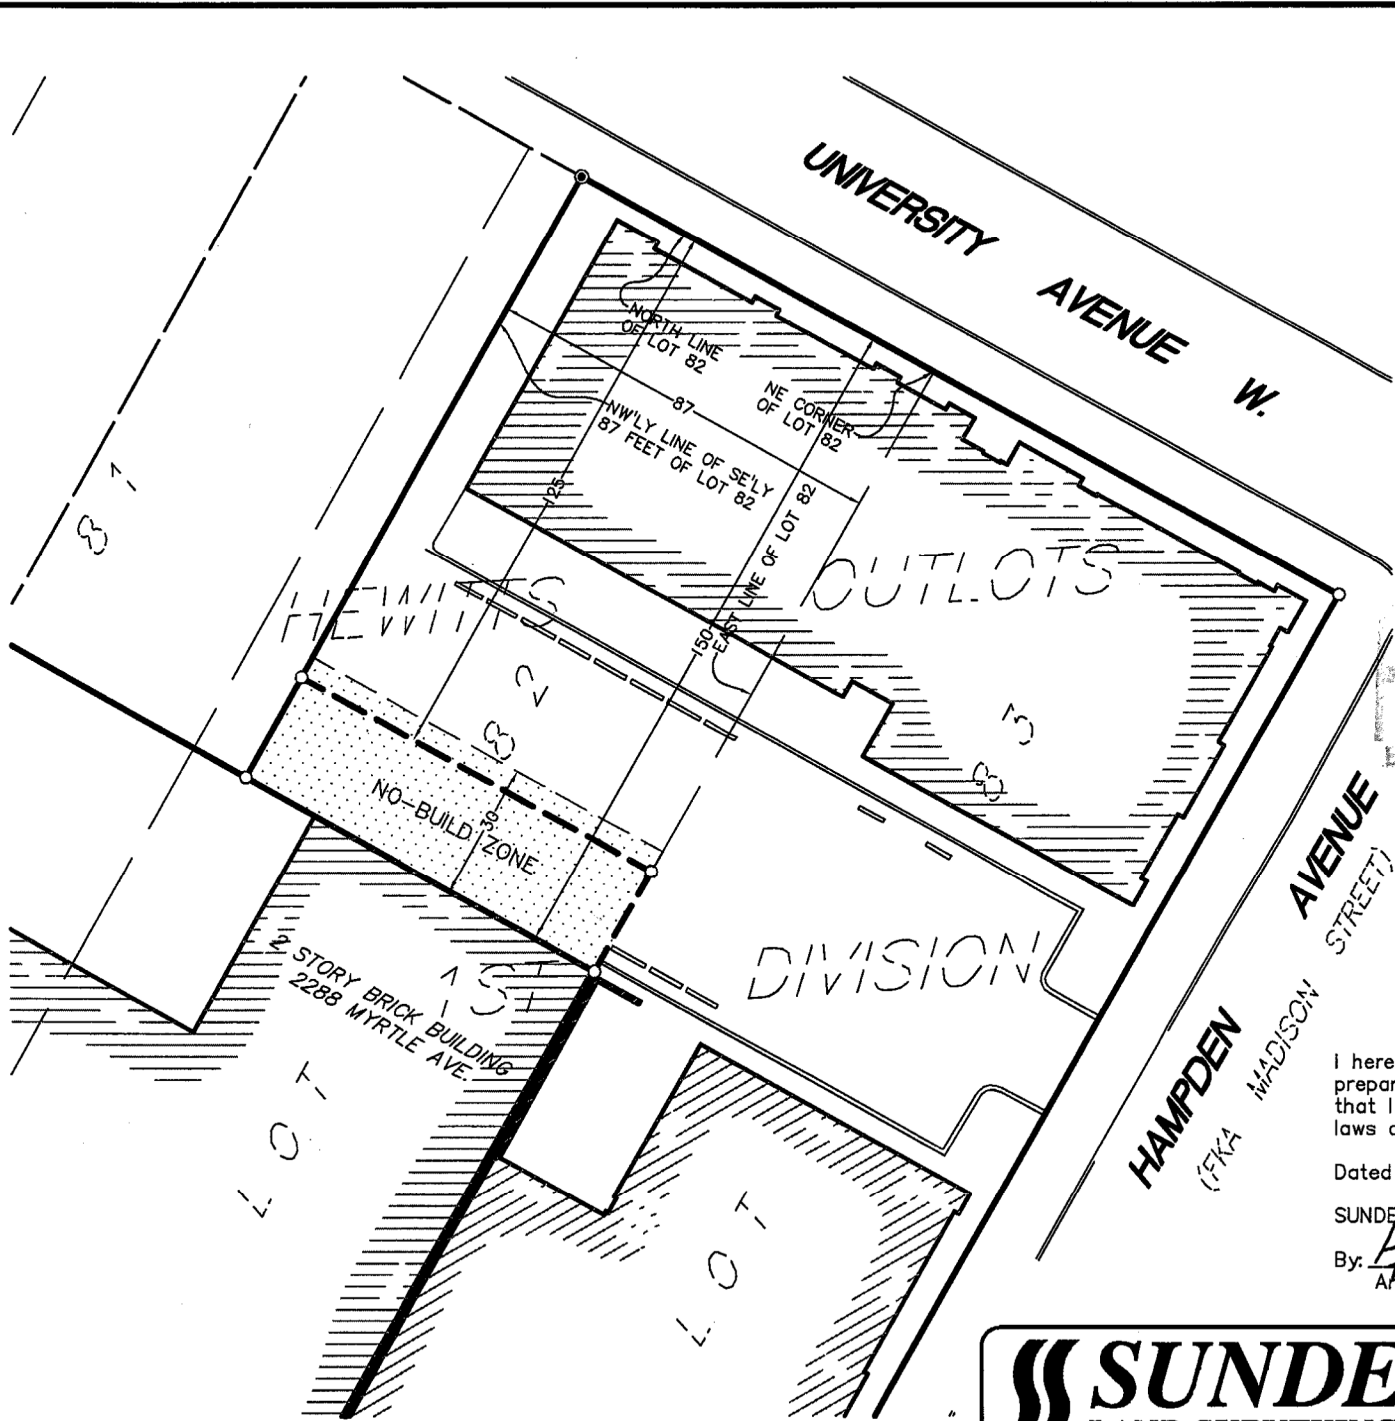 UNIVERSITY AVENUE W.
NORTH LINE
OF LOT 82
NE CORNER
OF LOT 82
87
NW'LY LINE OF SE'LY
87 FEET OF LOT 82
125
EAST LINE OF LOT 82
150
81
HEWITTS
OUTLOTS
82
83
NO-BUILD ZONE
30
DIVISION
1ST
2 STORY BRICK BUILDING
2288 MYRTLE AVE.
LOT
LOT
HAMPDEN AVENUE
(FKA MADISON STREET)
I here
prepar
that I
laws o
Dated
SUNDE
By:
SUNDE